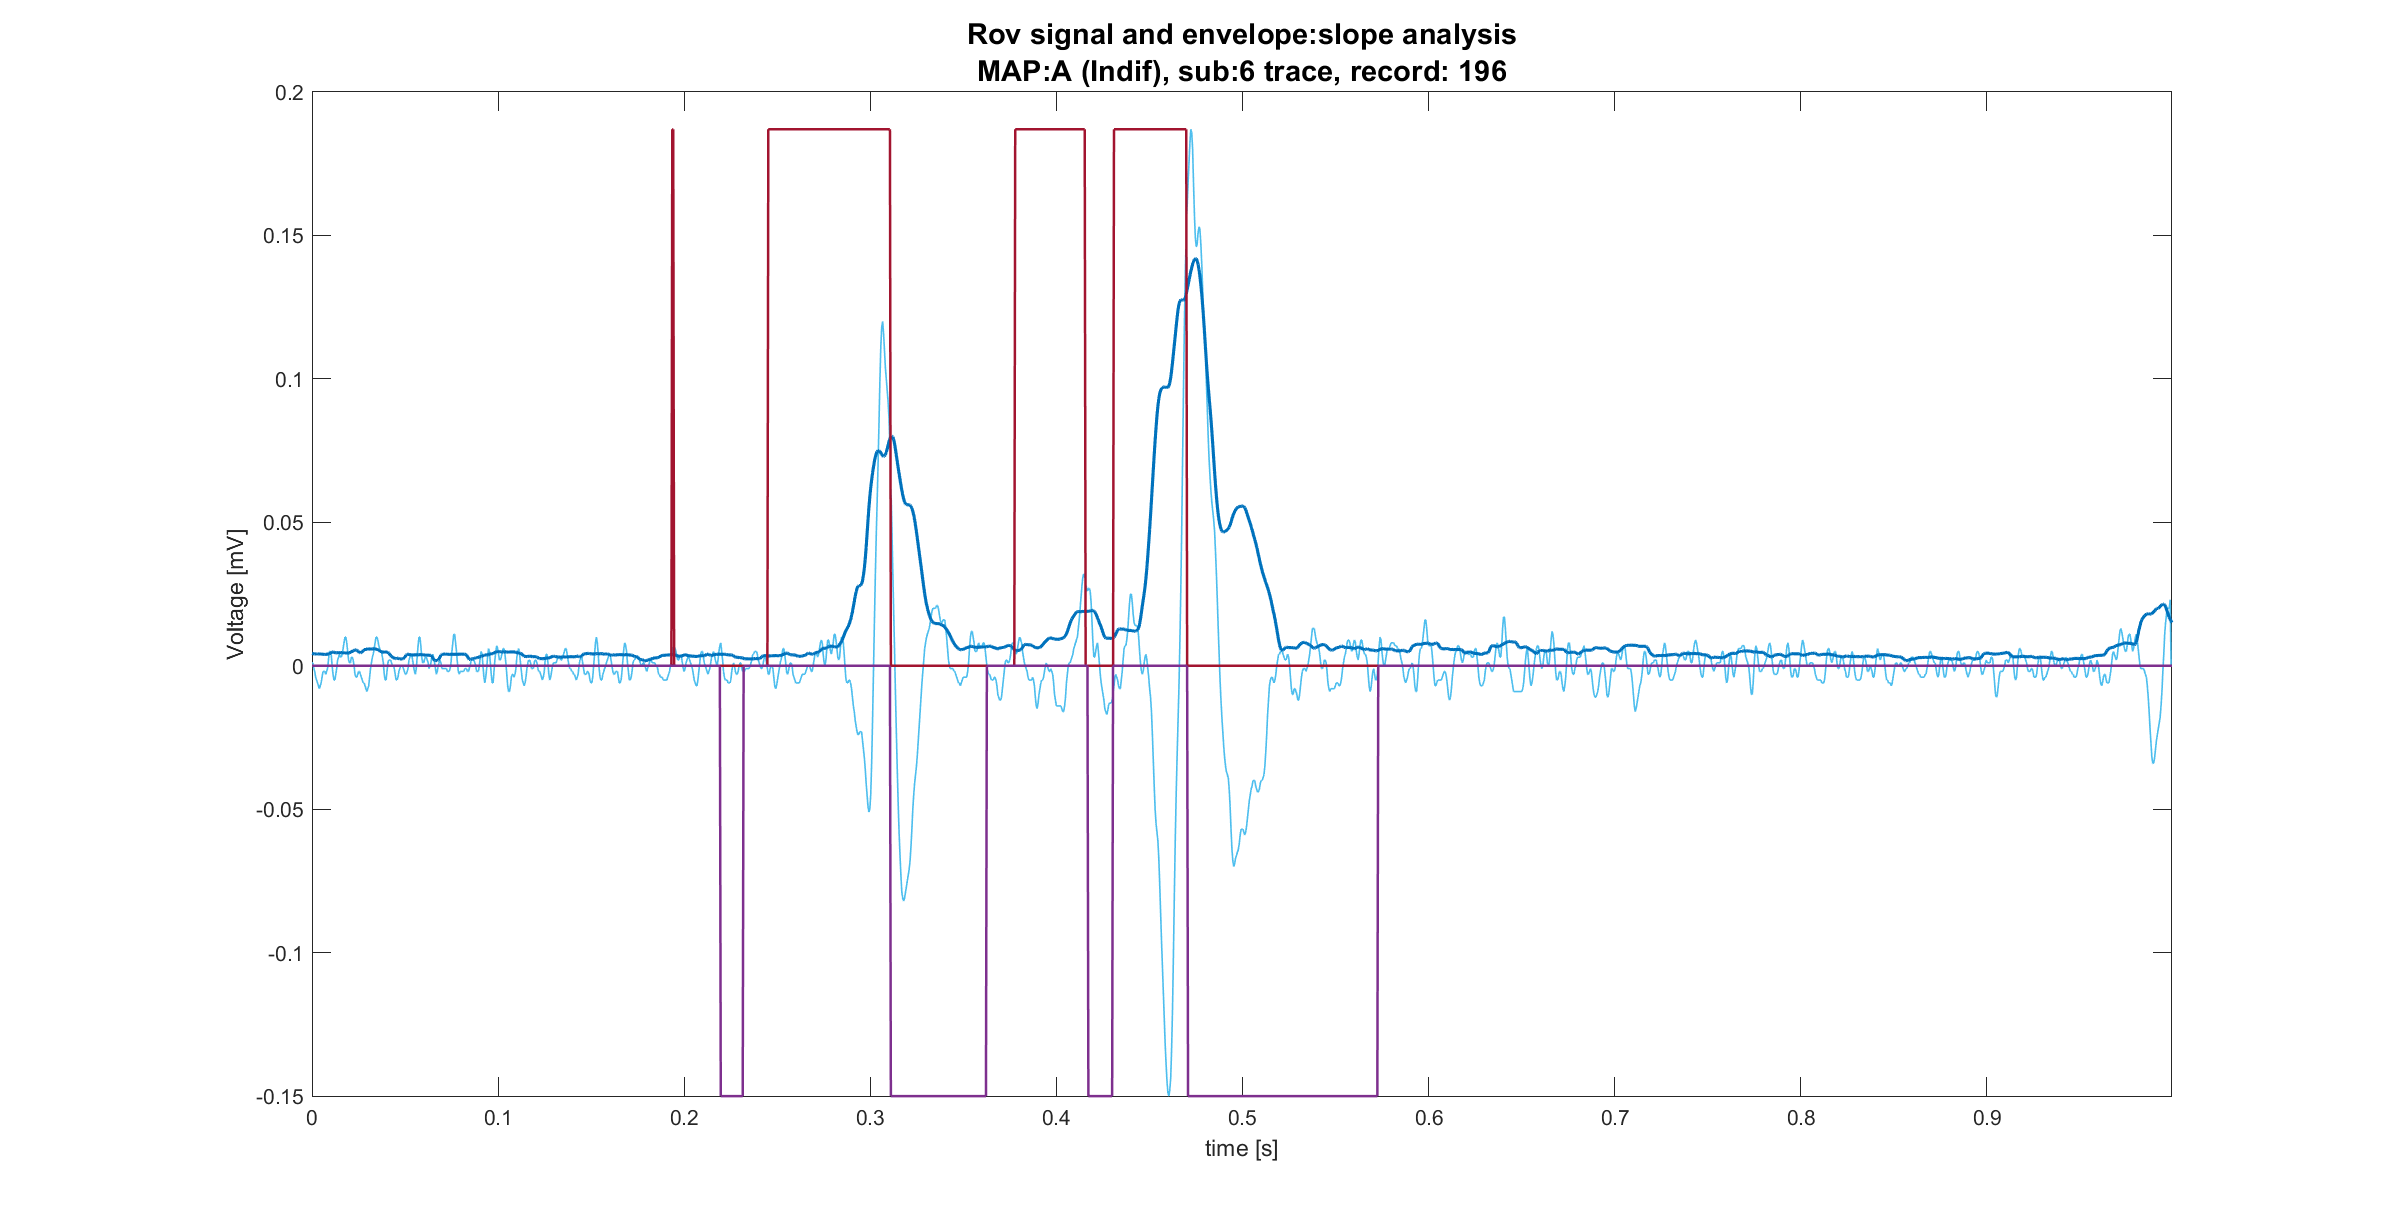 Rov signal and envelope:slope analysis
MAP:A (Indif), sub:6 trace, record: 196
0.2
0.15
0.1
0.05
0
-0.05
-0.1
-0.15
Voltage [mV]
0 0.1 0.2 0.3 0.4 0.5 0.6 0.7 0.8 0.9
time [s]